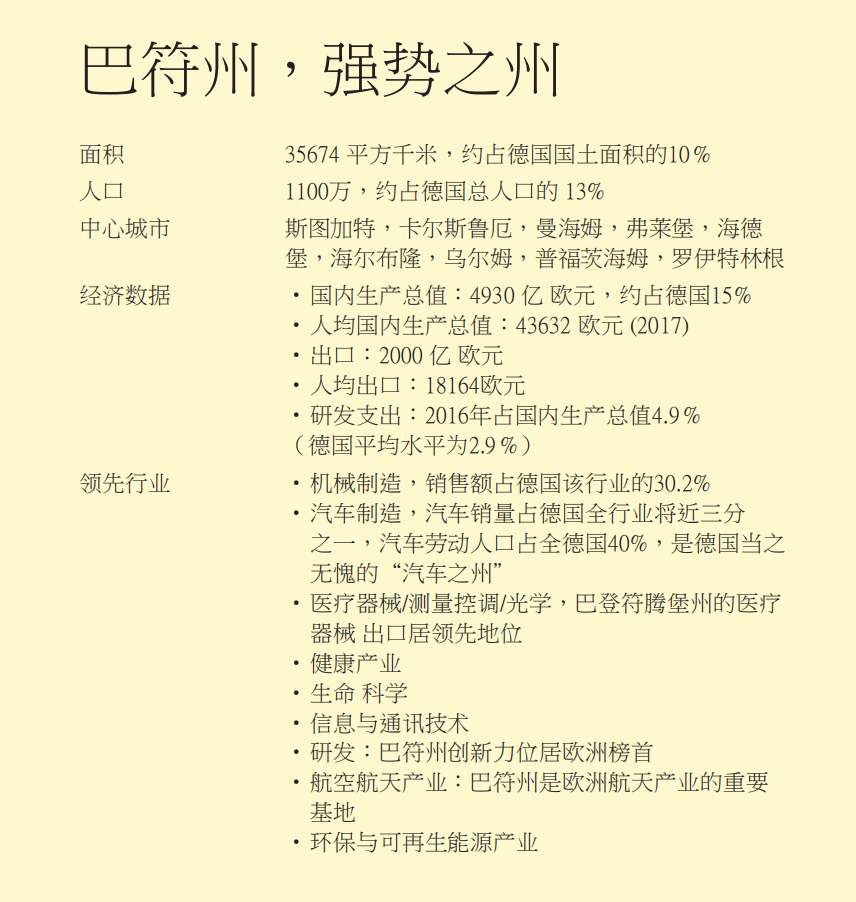 巴符州，强势之州
面积 35674 平方千米，约占德国国土面积的10%
人口 1100万，约占德国总人口的 13%
中心城市 斯图加特，卡尔斯鲁厄，曼海姆，弗莱堡，海德
堡，海尔布隆，乌尔姆，普福茨海姆，罗伊特林根
经济数据 • 国内生产总值：4930 亿 欧元，约占德国15%
• 人均国内生产总值：43632 欧元 (2017)
• 出口：2000 亿 欧元
• 人均出口：18164欧元
• 研发支出：2016年占国内生产总值4.9%
（德国平均水平为2.9%）
领先行业 • 机械制造，销售额占德国该行业的30.2%
• 汽车制造，汽车销量占德国全行业将近三分
之一，汽车劳动人口占全德国40%，是德国当之
无愧的“汽车之州”
• 医疗器械/测量控调/光学，巴登符腾堡州的医疗
器械 出口居领先地位
• 健康产业
• 生命 科学
• 信息与通讯技术
• 研发：巴符州创新力位居欧洲榜首
• 航空航天产业：巴符州是欧洲航天产业的重要
基地
• 环保与可再生能源产业